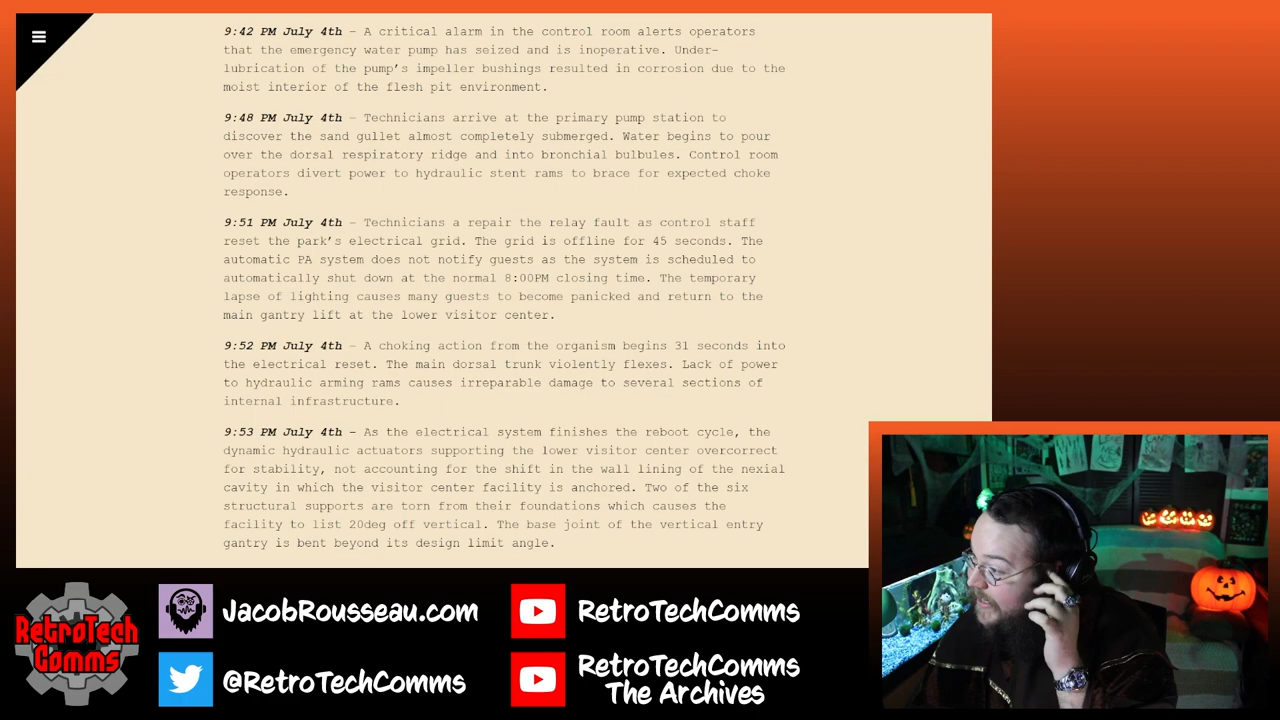 9:42 PM July 4th – A critical alarm in the control room alerts operators
that the emergency water pump has seized and is inoperative. Under-
lubrication of the pump's impeller bushings resulted in corrosion due to the
moist interior of the flesh pit environment.
9:48 PM July 4th – Technicians arrive at the primary pump station to
discover the sand gullet almost completely submerged. Water begins to pour
over the dorsal respiratory ridge and into bronchial bulbules. Control room
operators divert power to hydraulic stent rams to brace for expected choke
response.
9:51 PM July 4th – Technicians a repair the relay fault as control staff
reset the park's electrical grid. The grid is offline for 45 seconds. The
automatic PA system does not notify guests as the system is scheduled to
automatically shut down at the normal 8:00PM closing time. The temporary
lapse of lighting causes many guests to become panicked and return to the
main gantry lift at the lower visitor center.
9:52 PM July 4th – A choking action from the organism begins 31 seconds into
the electrical reset. The main dorsal trunk violently flexes. Lack of power
to hydraulic arming rams causes irreparable damage to several sections of
internal infrastructure.
9:53 PM July 4th – As the electrical system finishes the reboot cycle, the
dynamic hydraulic actuators supporting the lower visitor center overcorrect
for stability, not accounting for the shift in the wall lining of the nexial
cavity in which the visitor center facility is anchored. Two of the six
structural supports are torn from their foundations which causes the
facility to list 20deg off vertical. The base joint of the vertical entry
gantry is bent beyond its design limit angle.
RetroTech
Comms
JacobRousseau.com
@RetroTechComms
RetroTechComms
RetroTechComms
The Archives